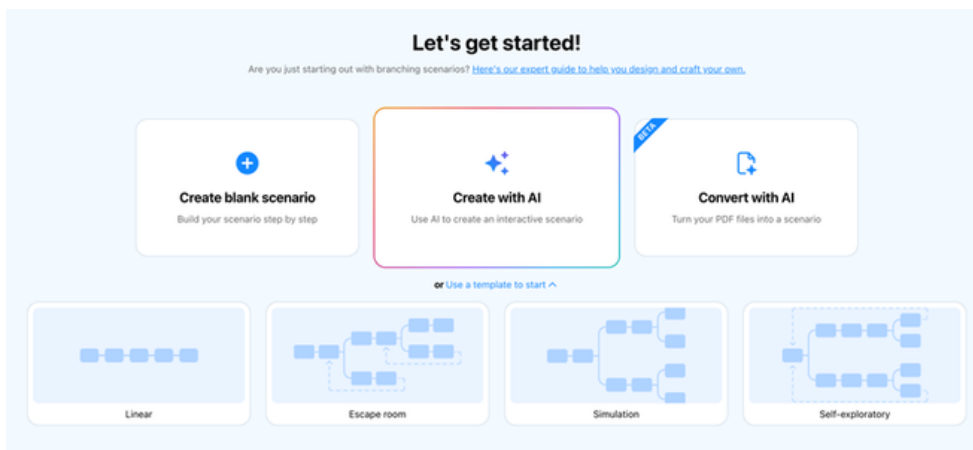 Let's get started!
Are you just starting out with branching scenarios? Here's our expert guide to help you design and craft your own.
Create blank scenario
Build your scenario step by step
Create with AI
Use AI to create an interactive scenario
BETA
Convert with AI
Turn your PDF files into a scenario
or Use a template to start
Linear
Escape room
Simulation
Self-exploratory